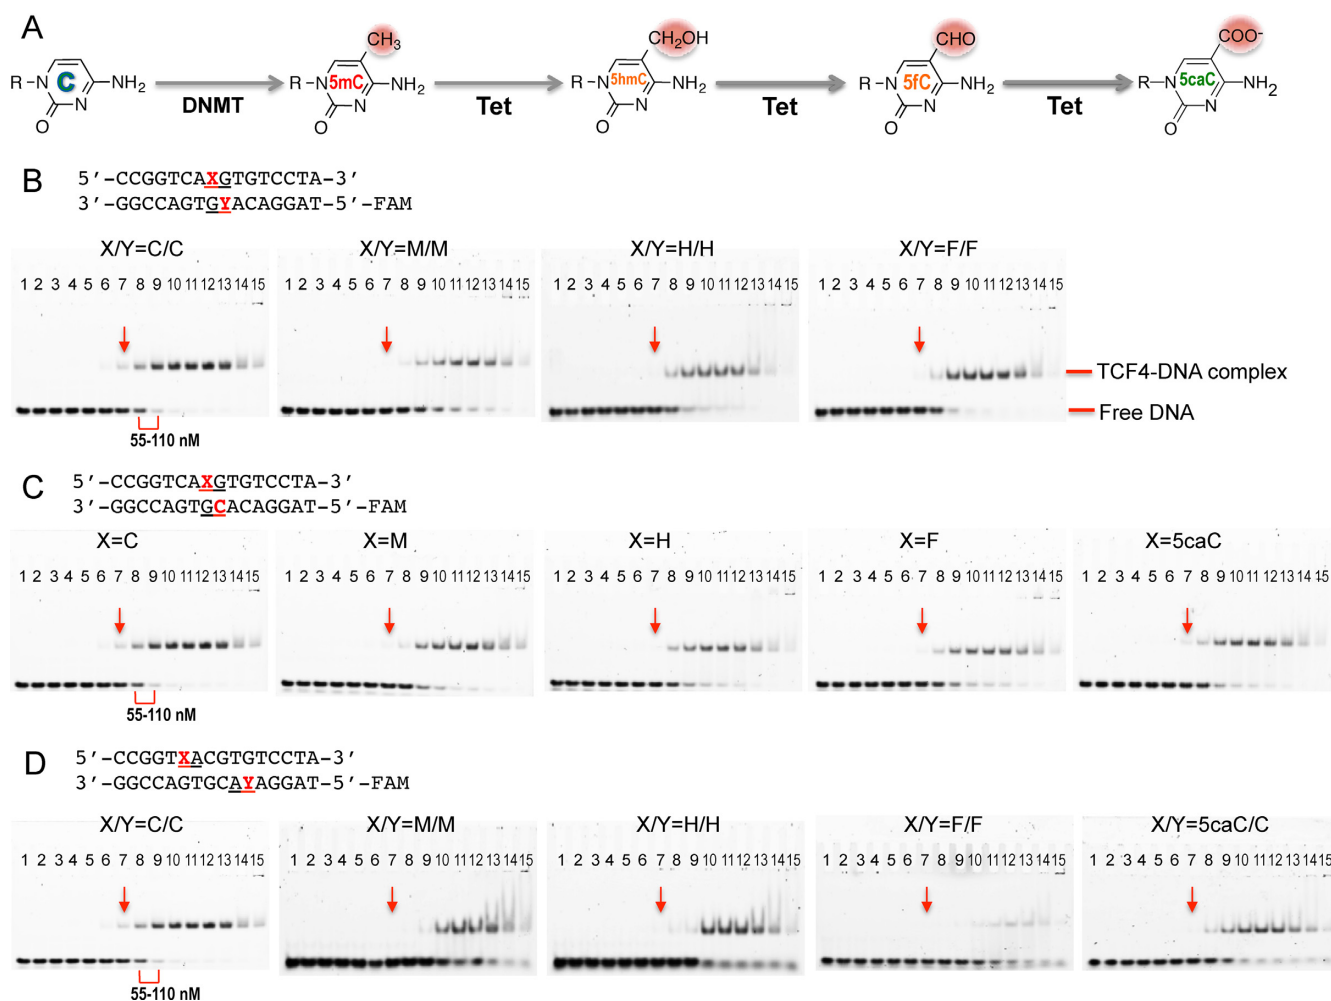 A
R N C NH2 N O
DNMT
CH3
R N 5mC NH2 N O
Tet
CH2OH
R N 5hmC NH2 N O
Tet
CHO
R N 5fC NH2 N O
Tet
COO-
R N 5caC NH2 N O
B
5′-CCGGTCAXGTGTCCTA-3′
3′-GGCCAGTGYACAGGAT-5′-FAM
X/Y=C/C X/Y=M/M X/Y=H/H X/Y=F/F
1 2 3 4 5 6 7 8 9 10 11 12 13 14 15 1 2 3 4 5 6 7 8 9 10 11 12 13 14 15 1 2 3 4 5 6 7 8 9 10 11 12 13 14 15 1 2 3 4 5 6 7 8 9 10 11 12 13 14 15
TCF4-DNA complex
Free DNA
55-110 nM
C
5′-CCGGTCAXGTGTCCTA-3′
3′-GGCCAGTGCACAGGAT-5′-FAM
X=C X=M X=H X=F X=5caC
1 2 3 4 5 6 7 8 9 10 11 12 13 14 15 1 2 3 4 5 6 7 8 9 10 11 12 13 14 15 1 2 3 4 5 6 7 8 9 10 11 12 13 14 15 1 2 3 4 5 6 7 8 9 10 11 12 13 14 15 1 2 3 4 5 6 7 8 9 10 11 12 13 14 15
55-110 nM
D
5′-CCGGTXACGTGTCCTA-3′
3′-GGCCAGTGCAYAGGAT-5′-FAM
X/Y=C/C X/Y=M/M X/Y=H/H X/Y=F/F X/Y=5caC/C
1 2 3 4 5 6 7 8 9 10 11 12 13 14 15 1 2 3 4 5 6 7 8 9 10 11 12 13 14 15 1 2 3 4 5 6 7 8 9 10 11 12 13 14 15 1 2 3 4 5 6 7 8 9 10 11 12 13 14 15 1 2 3 4 5 6 7 8 9 10 11 12 13 14 15
55-110 nM